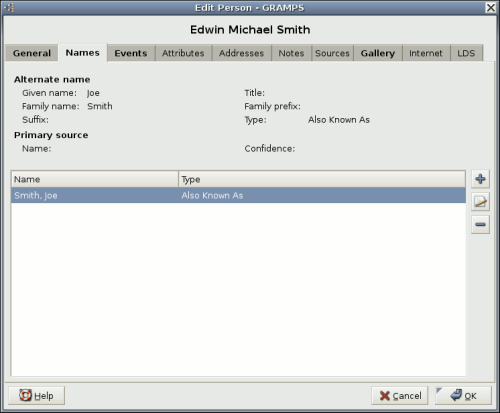 Edit Person - GRAMPS
Edwin Michael Smith
General Names Events Attributes Addresses Notes Sources Gallery Internet LDS
Alternate name
Given name: Joe Title:
Family name: Smith Family prefix:
Suffix: Type: Also Known As
Primary source
Name: Confidence:
Name Type
Smith, Joe Also Known As
Help Cancel OK